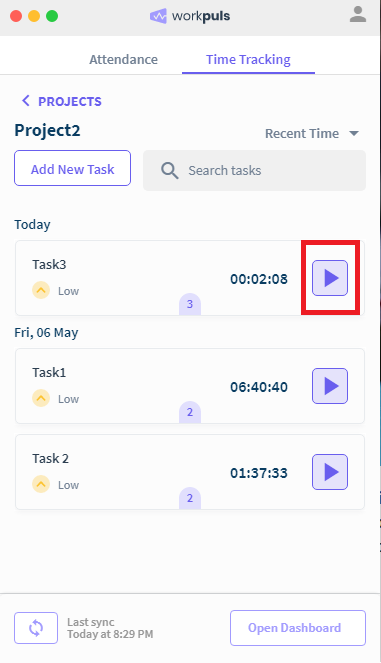 workpuls
Attendance Time Tracking
PROJECTS
Project2
Recent Time
Add New Task
Search tasks
Today
Task3
Low
00:02:08
3
Fri, 06 May
Task1
Low
06:40:40
2
Task 2
Low
01:37:33
2
Last sync
Today at 8:29 PM
Open Dashboard